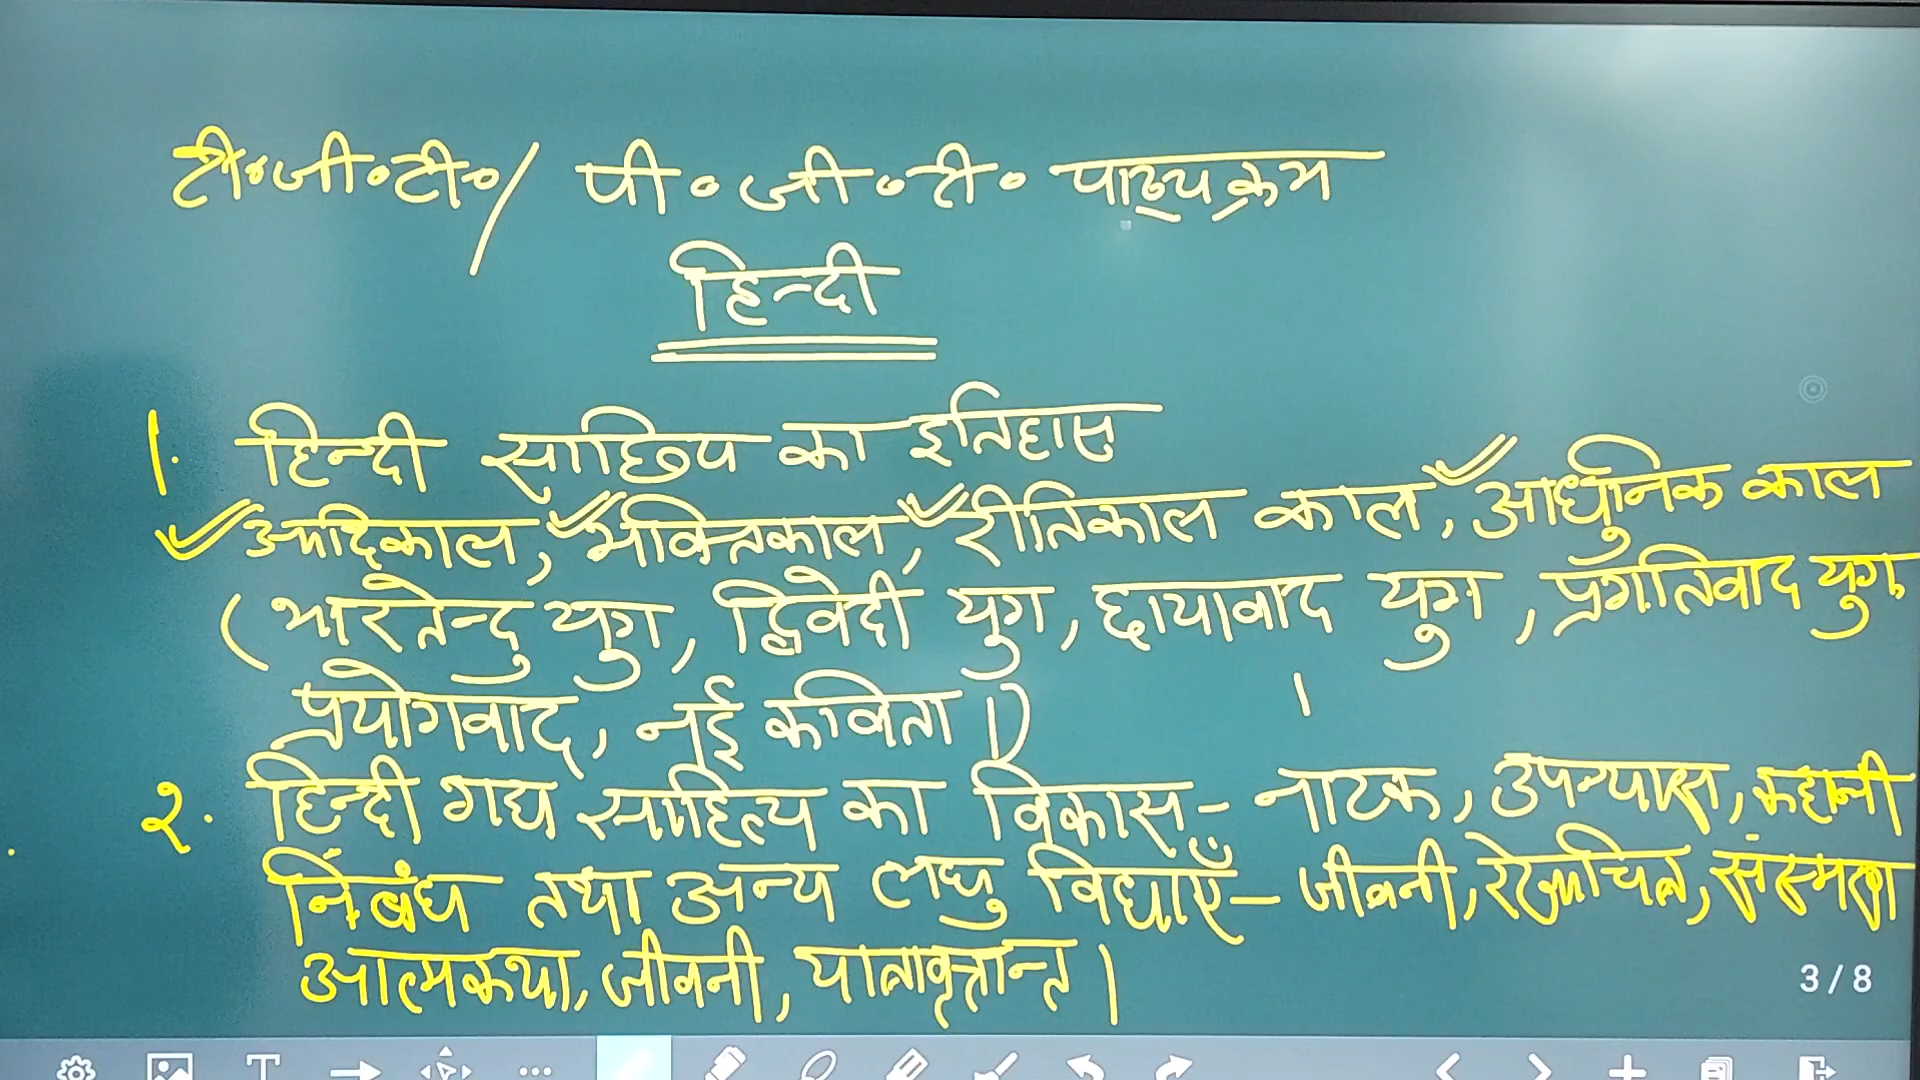 टी०जी०टी०/ पी०जी०टी० पाठ्यक्रम
हिन्दी
1. हिन्दी साहित्य का इतिहास
आदिकाल, भक्तिकाल, रीतिकाल काल, आधुनिक काल
(भारतेन्दु युग, द्विवेदी युग, छायावाद युग, प्रगतिवाद युग,
प्रयोगवाद, नई कविता।)
२. हिन्दी गद्य साहित्य का विकास- नाटक, उपन्यास, कहानी
निंबंध तथा अन्य लघु विधाएँ- जीवनी, रेखाचित्र, संस्मरण
आत्मकथा, जीवनी, यात्रावृत्तान्त।
3/8